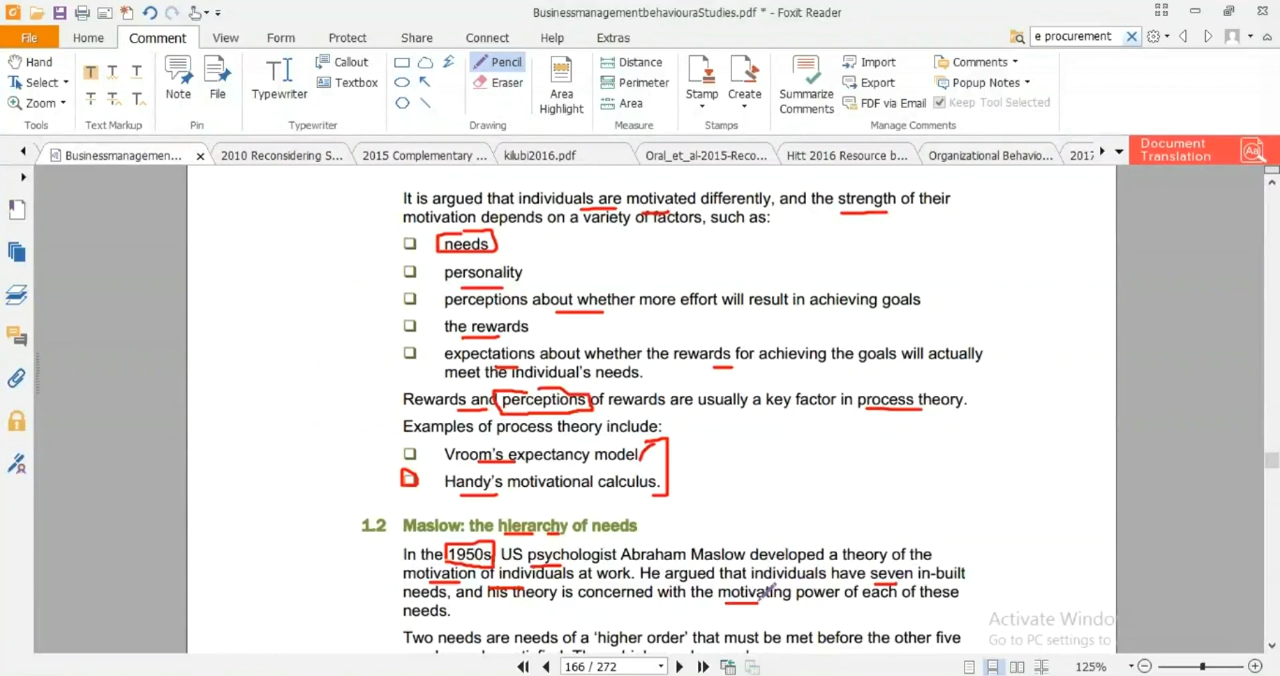 BusinessmanagementbehaviouraStudies.pdf * - Foxit Reader
File Home Comment View Form Protect Share Connect Help Extras e procurement
Hand
Select
Zoom
Tools
T T T
T T T
Text Markup
Note File
Pin
Typewriter
Callout
Textbox
Typewriter
Pencil
Eraser
Area
Highlight
Drawing
Distance
Perimeter
Area
Measure
Stamp Create
Stamps
Summarize
Comments
Import
Export
FDF via Email
Comments
Popup Notes
Keep Tool Selected
Manage Comments
Businessmanagemen... 2010 Reconsidering S... 2015 Complementary ... kilubi2016.pdf Oral_et_al-2015-Reco... Hitt 2016 Resource b... Organizational Behavio... 2017
Document
Translation
Aa
It is argued that individuals are motivated differently, and the strength of their
motivation depends on a variety of factors, such as:
needs
personality
perceptions about whether more effort will result in achieving goals
the rewards
expectations about whether the rewards for achieving the goals will actually
meet the individual's needs.
Rewards and perceptions of rewards are usually a key factor in process theory.
Examples of process theory include:
Vroom's expectancy model
Handy's motivational calculus.
1.2 Maslow: the hierarchy of needs
In the 1950s, US psychologist Abraham Maslow developed a theory of the
motivation of individuals at work. He argued that individuals have seven in-built
needs, and his theory is concerned with the motivating power of each of these
needs.
Two needs are needs of a 'higher order' that must be met before the other five
Activate Windo
Go to PC settings to
166 / 272
125%